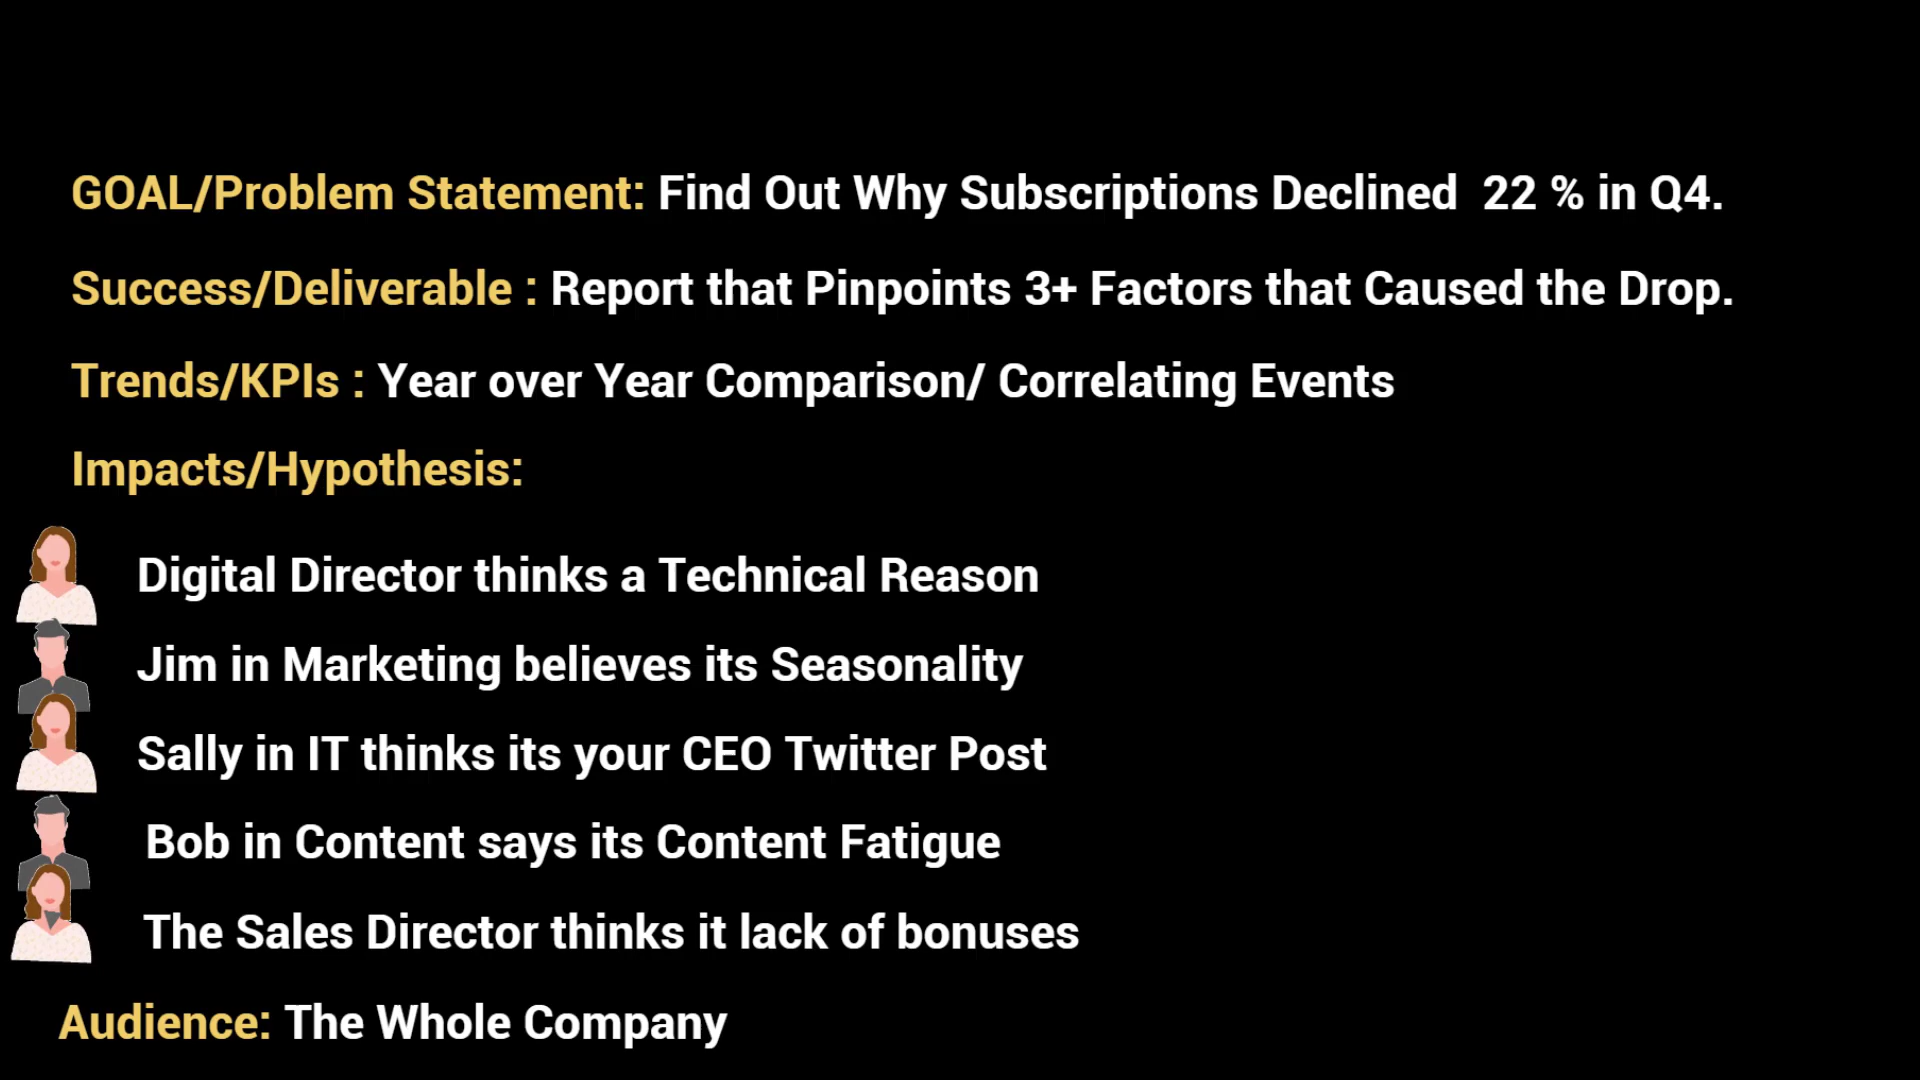 GOAL/Problem Statement: Find Out Why Subscriptions Declined  22 % in Q4.
Success/Deliverable : Report that Pinpoints 3+ Factors that Caused the Drop.
Trends/KPIs : Year over Year Comparison/ Correlating Events
Impacts/Hypothesis:
Digital Director thinks a Technical Reason
Jim in Marketing believes its Seasonality
Sally in IT thinks its your CEO Twitter Post
Bob in Content says its Content Fatigue
The Sales Director thinks it lack of bonuses
Audience: The Whole Company